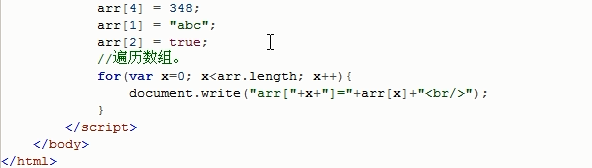 arr[4] = 348;
arr[1] = "abc";
arr[2] = true;
//遍历数组。
for(var x=0; x<arr.length; x++){
document.write("arr["+x+"]="+arr[x]+"<br/>");
}
</script>
</body>
</html>